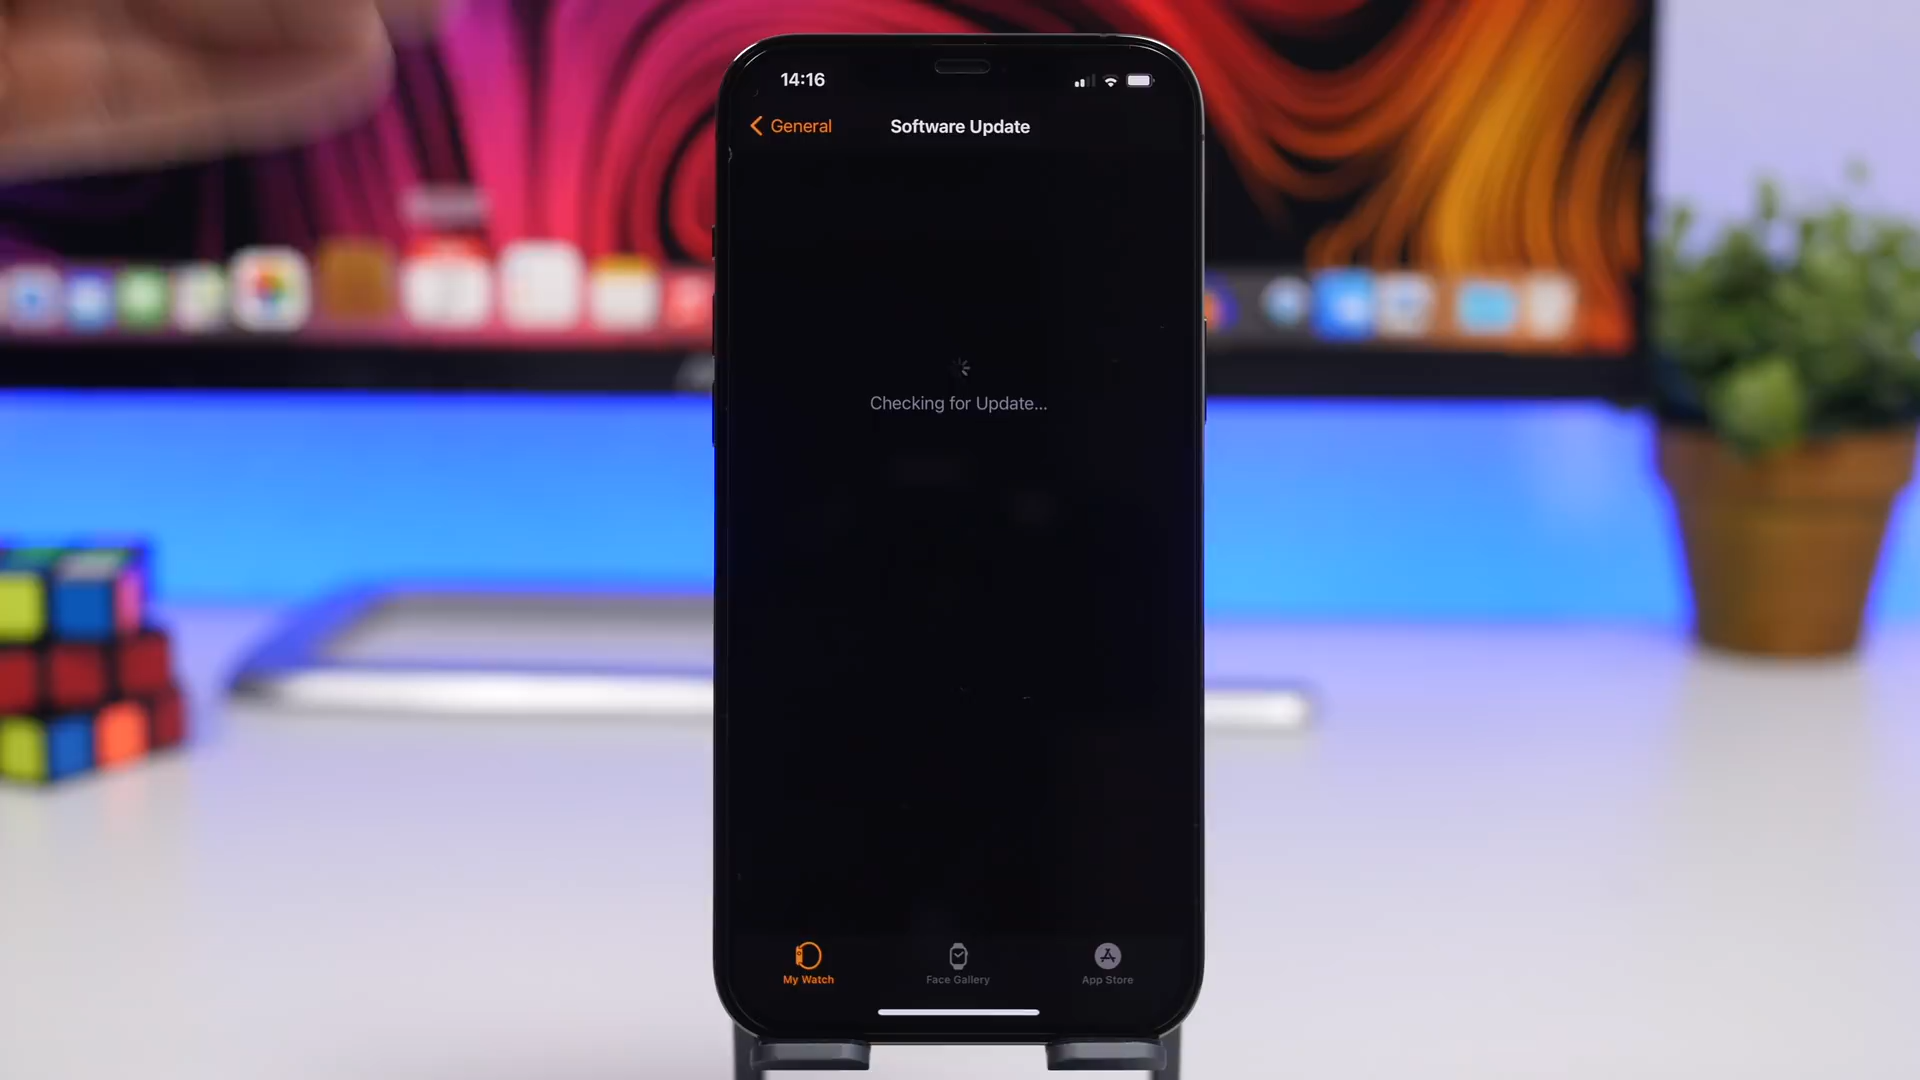 14:16
General
Software Update
Checking for Update...
My Watch
Face Gallery
App Store